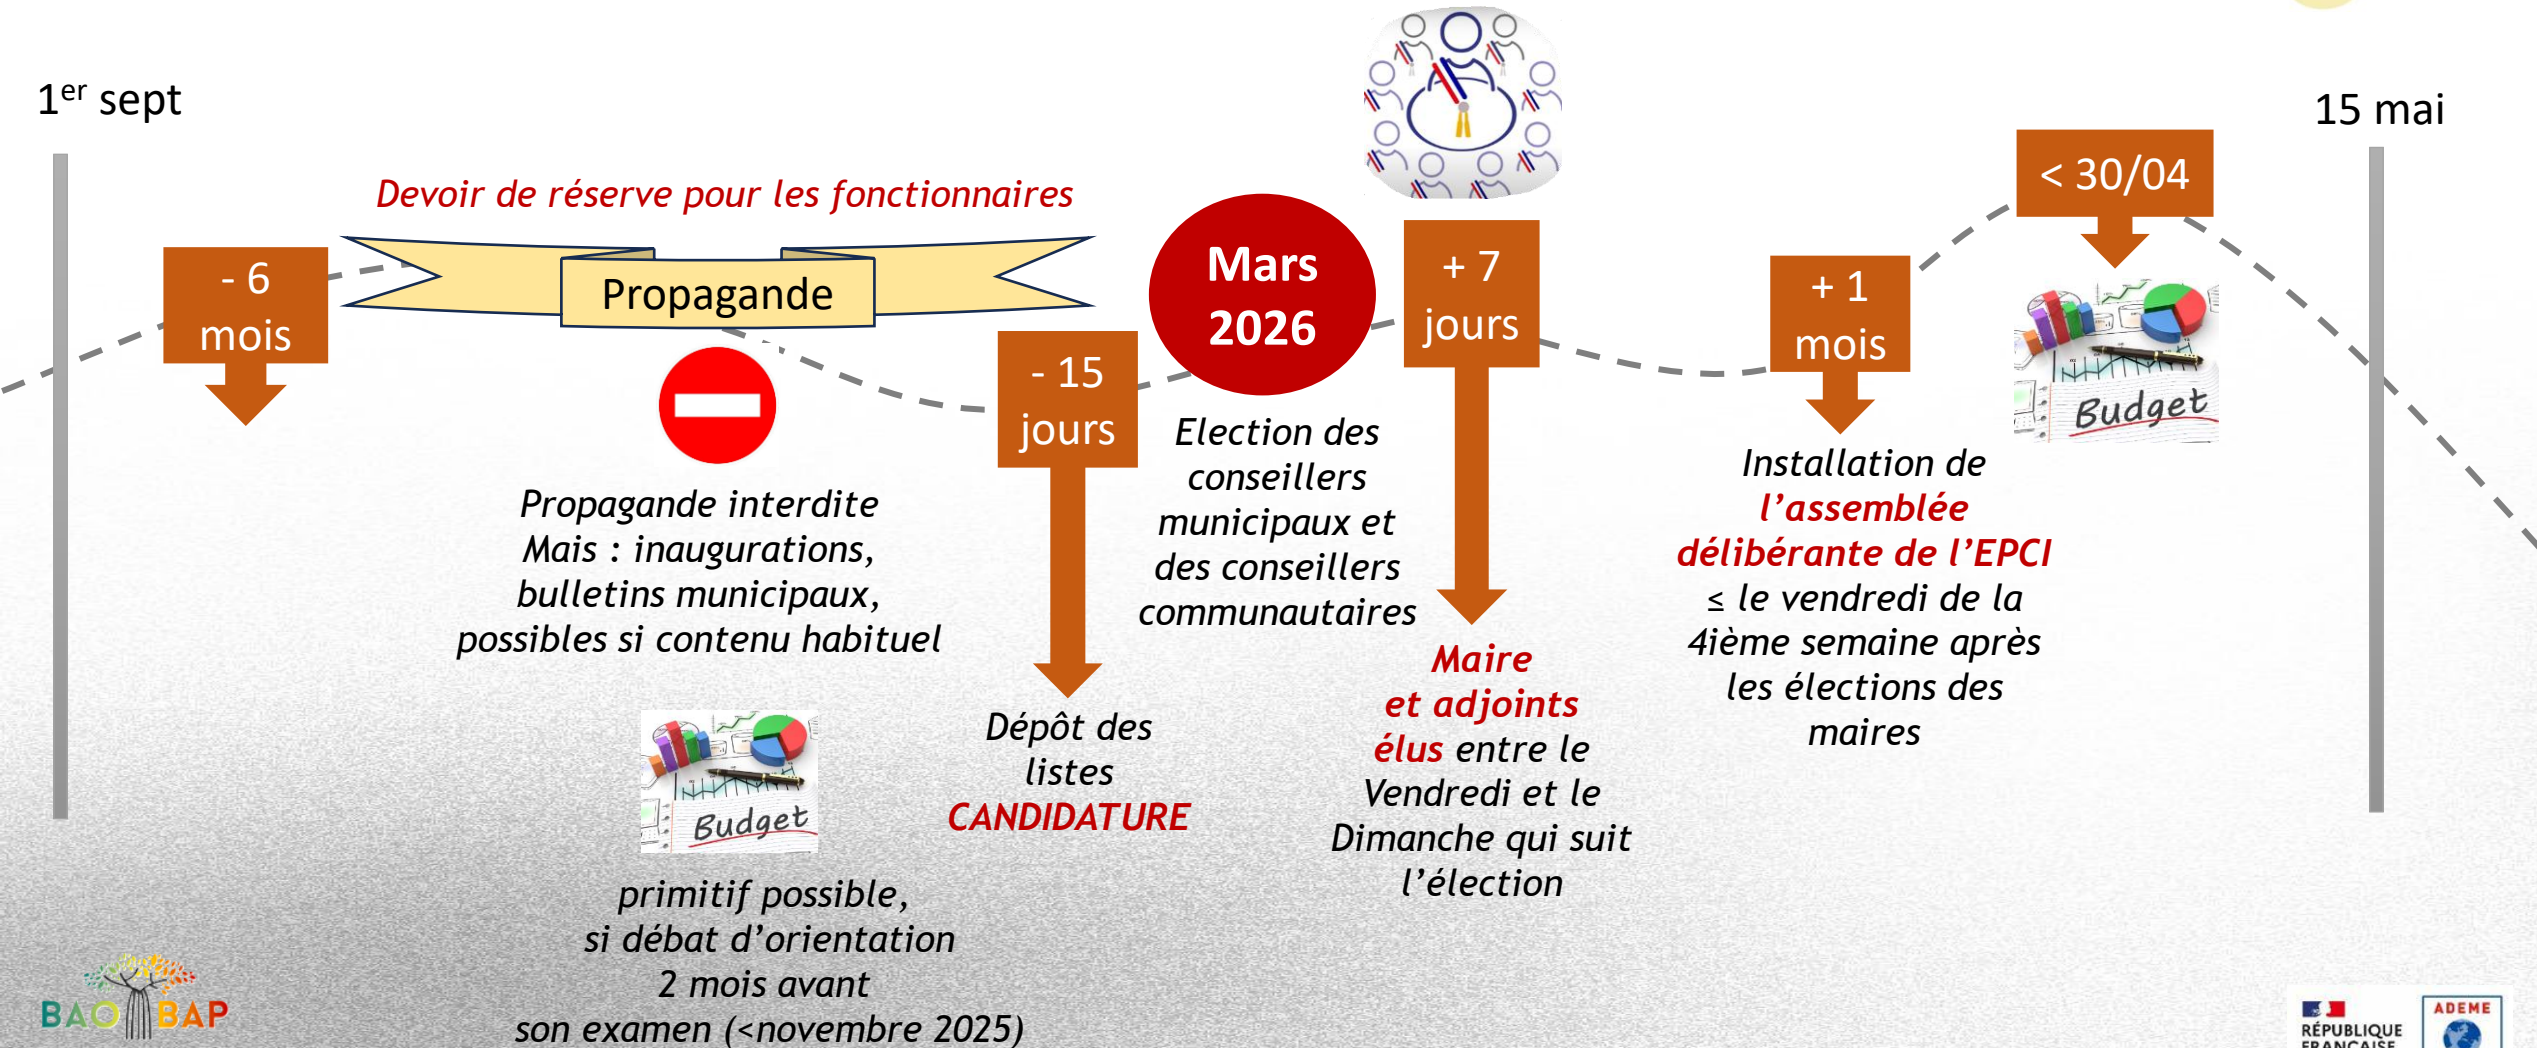 1er sept
15 mai
< 30/04
Devoir de réserve pour les fonctionnaires
- 6
mois
Propagande
Mars
2026
+ 7
jours
+ 1
mois
- 15
jours
Budget
Propagande interdite
Mais : inaugurations,
bulletins municipaux,
possibles si contenu habituel
Election des
conseillers
municipaux et
des conseillers
communautaires
Installation de
l’assemblée
délibérante de l’EPCI
≤ le vendredi de la
4ième semaine après
les élections des
maires
Maire
et adjoints
élus entre le
Vendredi et le
Dimanche qui suit
l’élection
Dépôt des
listes
CANDIDATURE
Budget
primitif possible,
si débat d’orientation
2 mois avant
son examen (<novembre 2025)
BAOBAP
RÉPUBLIQUE
FRANÇAISE
ADEME